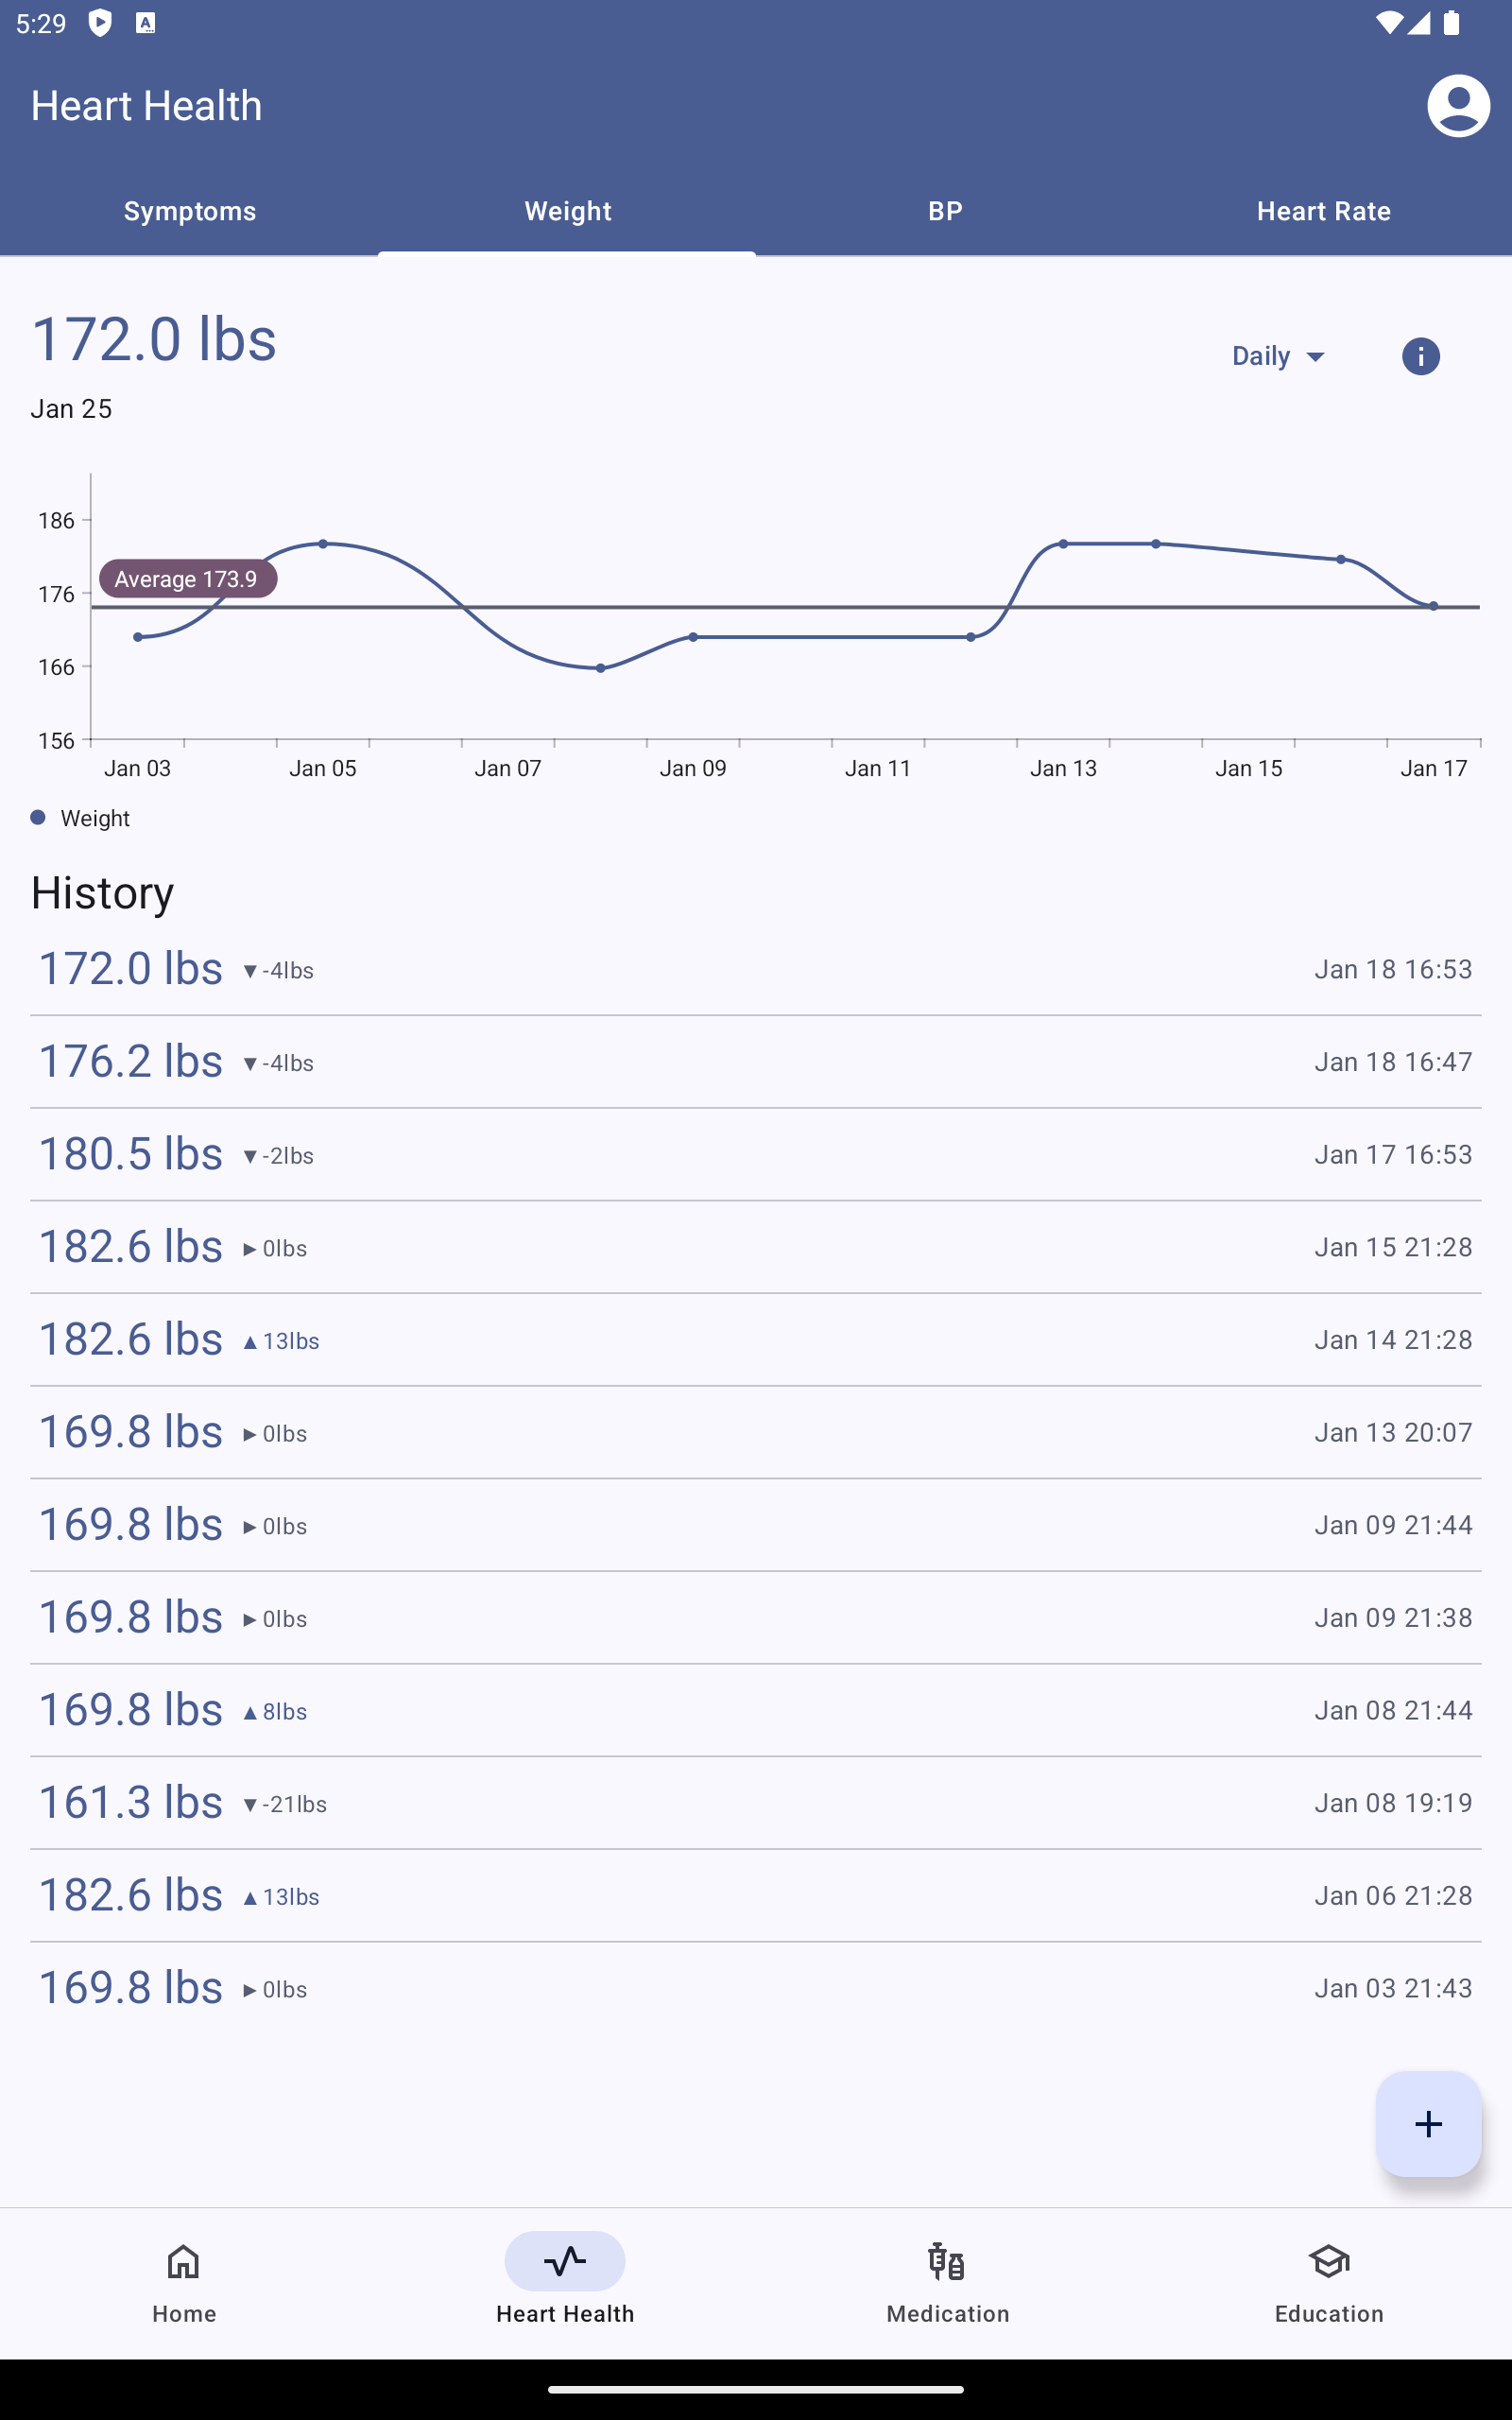 5:29
Heart Health
Symptoms Weight BP Heart Rate
172.0 lbs
Daily
Jan 25
186
Average 173.9
176
166
156
Jan 03 Jan 05 Jan 07 Jan 09 Jan 11 Jan 13 Jan 15 Jan 17
Weight
History
172.0 lbs ▼-4lbs Jan 18 16:53
176.2 lbs ▼-4lbs Jan 18 16:47
180.5 lbs ▼-2lbs Jan 17 16:53
182.6 lbs ▶0lbs Jan 15 21:28
182.6 lbs ▲13lbs Jan 14 21:28
169.8 lbs ▶0lbs Jan 13 20:07
169.8 lbs ▶0lbs Jan 09 21:44
169.8 lbs ▶0lbs Jan 09 21:38
169.8 lbs ▲8lbs Jan 08 21:44
161.3 lbs ▼-21lbs Jan 08 19:19
182.6 lbs ▲13lbs Jan 06 21:28
169.8 lbs ▶0lbs Jan 03 21:43
Home Heart Health Medication Education